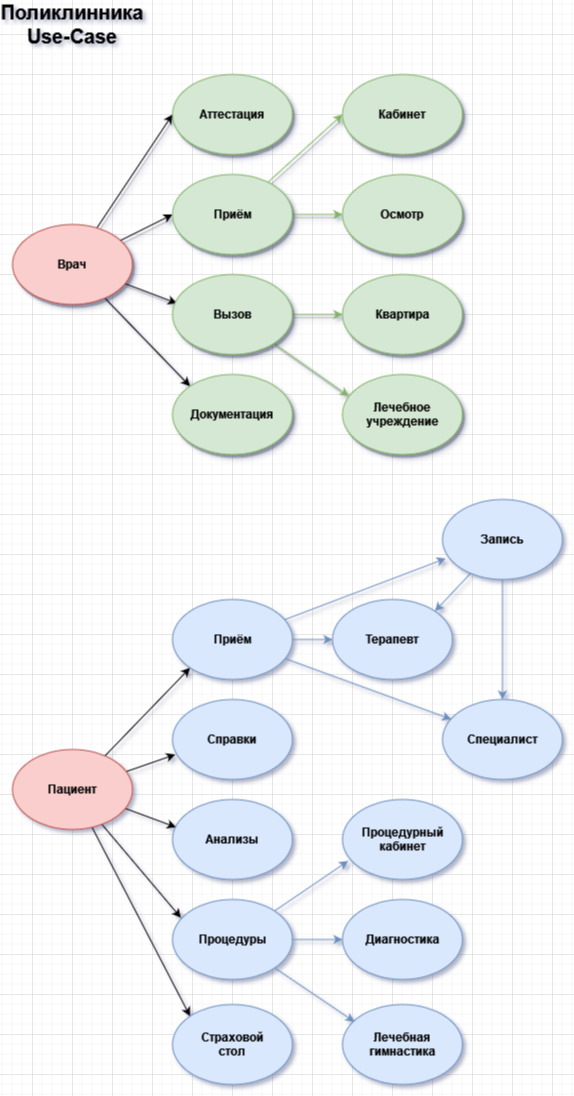 Поликлинника
Use-Case
Аттестация
Кабинет
Приём
Осмотр
Врач
Вызов
Квартира
Документация
Лечебное
учреждение
Запись
Приём
Терапевт
Справки
Специалист
Пациент
Анализы
Процедурный
кабинет
Процедуры
Диагностика
Страховой
стол
Лечебная
гимнастика